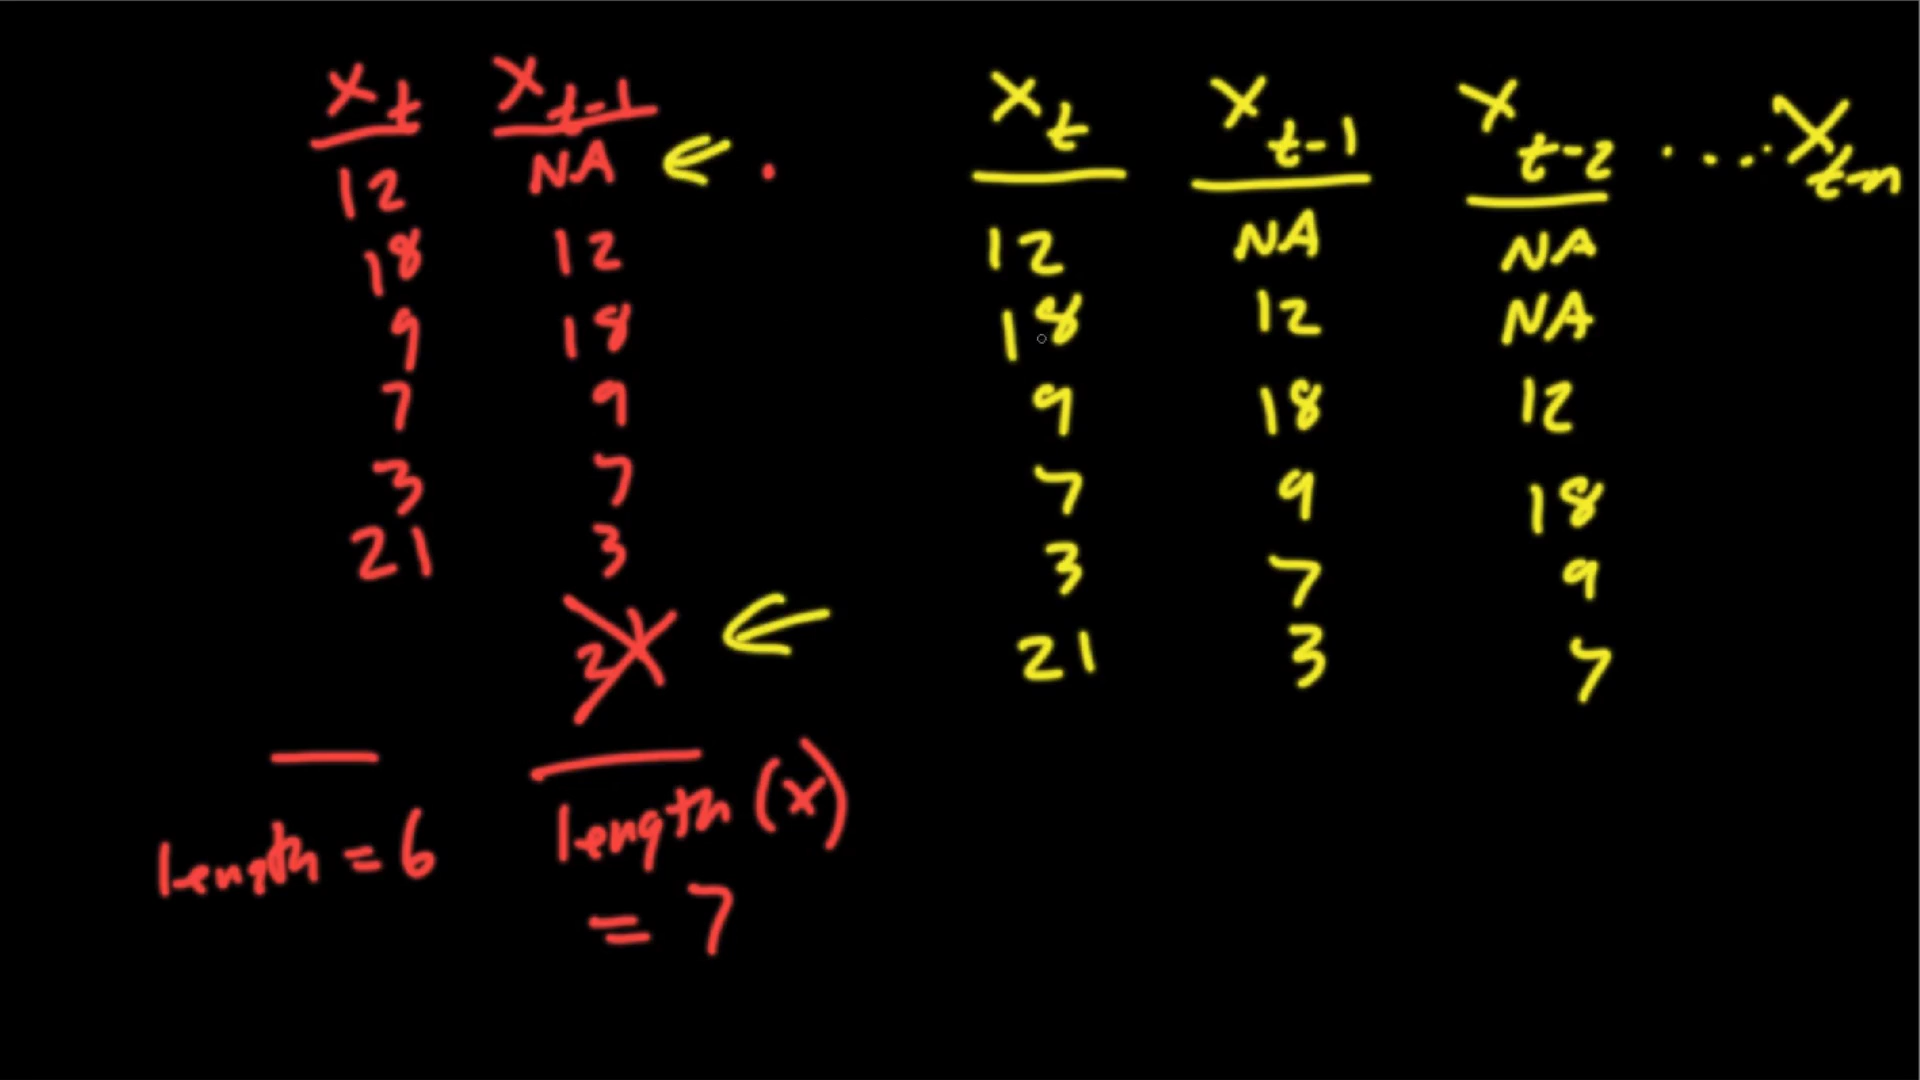 x_t x_{t-1}
12 NA
18 12
9 18
7 9
3 7
21 3
21
length = 6 length (x)
= 7
x_t x_{t-1} x_{t-2} .... x_{t-n}
12 NA NA
18 12 NA
9 18 12
7 9 18
3 7 9
21 3 7